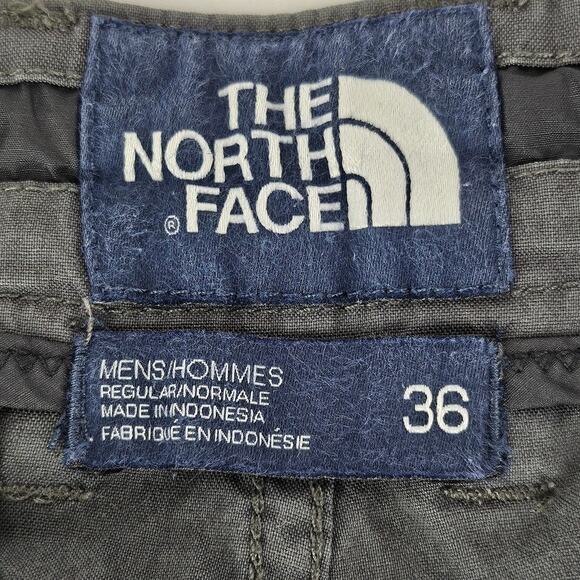 THE
NORTH
FACE
®
MENS/HOMMES
REGULAR/NORMALE
MADE IN INDONESIA
FABRIQUÉ EN INDONÉSIE
36